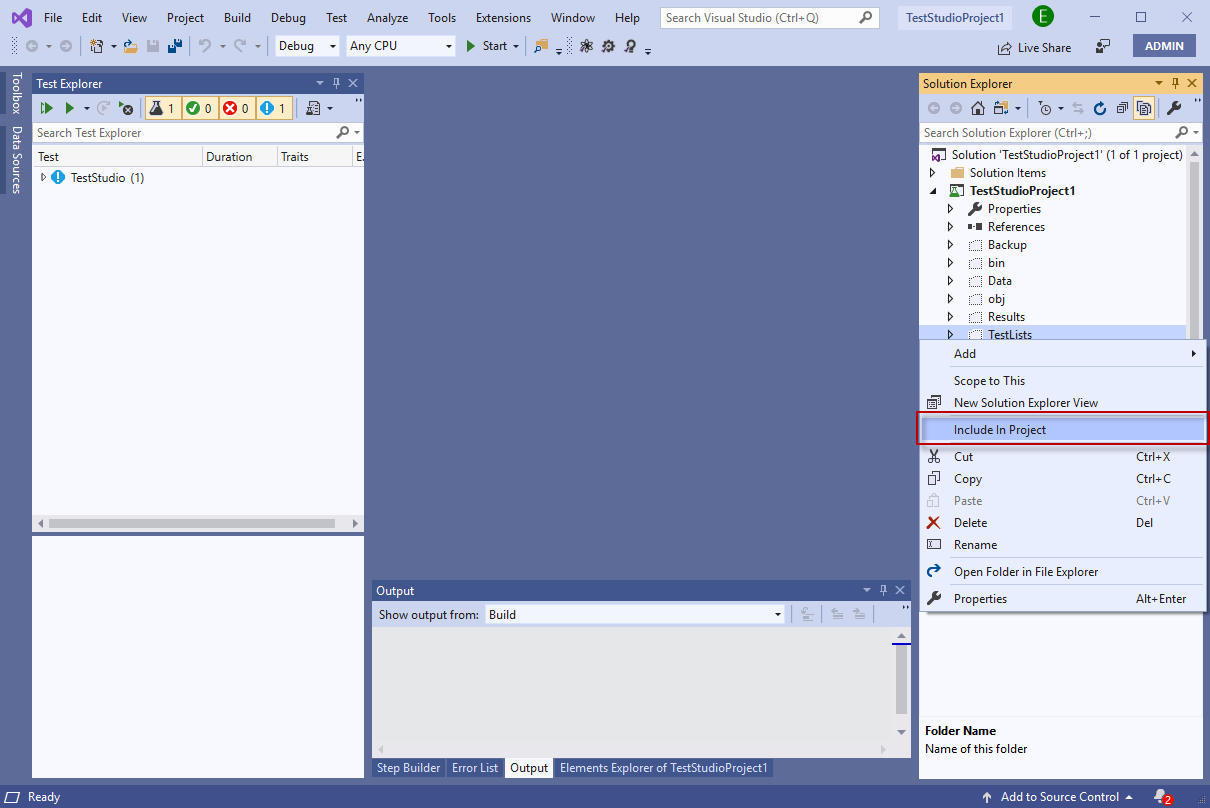 File Edit View Project Build Debug Test Analyze Tools Extensions Window Help Search Visual Studio (Ctrl+Q) TestStudioProject1 E
Debug Any CPU Start Live Share ADMIN
Toolbox
Data Sources
Test Explorer
1 0 0 1
Search Test Explorer
Test Duration Traits E.
TestStudio (1)
Output
Show output from: Build
Step Builder Error List Output Elements Explorer of TestStudioProject1
Solution Explorer
Search Solution Explorer (Ctrl+;)
Solution 'TestStudioProject1' (1 of 1 project)
Solution Items
TestStudioProject1
Properties
References
Backup
bin
Data
obj
Results
TestLists
Add
Scope to This
New Solution Explorer View
Include In Project
Cut Ctrl+X
Copy Ctrl+C
Paste Ctrl+V
Delete Del
Rename
Open Folder in File Explorer
Properties Alt+Enter
Folder Name
Name of this folder
Ready Add to Source Control 2